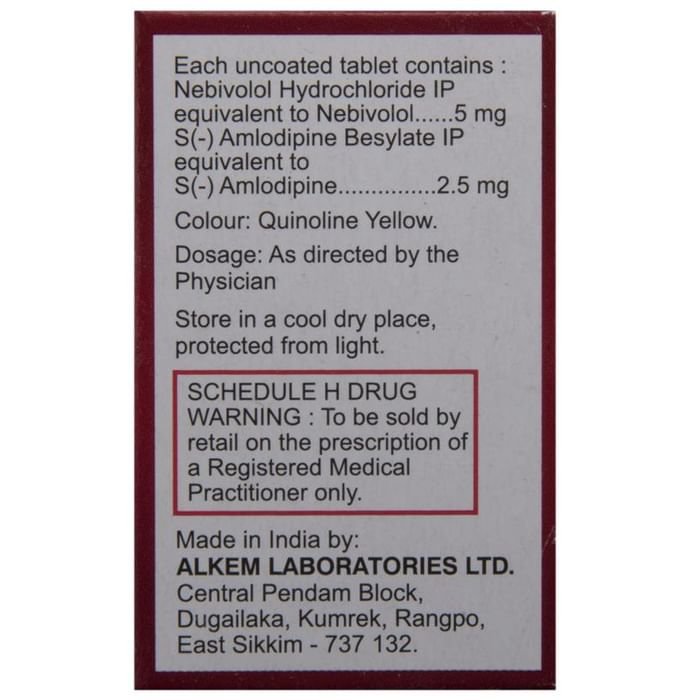 Each uncoated tablet contains :
Nebivolol Hydrochloride IP
equivalent to Nebivolol......5 mg
S(-) Amlodipine Besylate IP
equivalent to
S(-) Amlodipine...............2.5 mg
Colour: Quinoline Yellow.
Dosage: As directed by the
Physician
Store in a cool dry place,
protected from light.
SCHEDULE H DRUG
WARNING : To be sold by
retail on the prescription of
a Registered Medical
Practitioner only.
Made in India by:
ALKEM LABORATORIES LTD.
Central Pendam Block,
Dugailaka, Kumrek, Rangpo,
East Sikkim - 737 132.